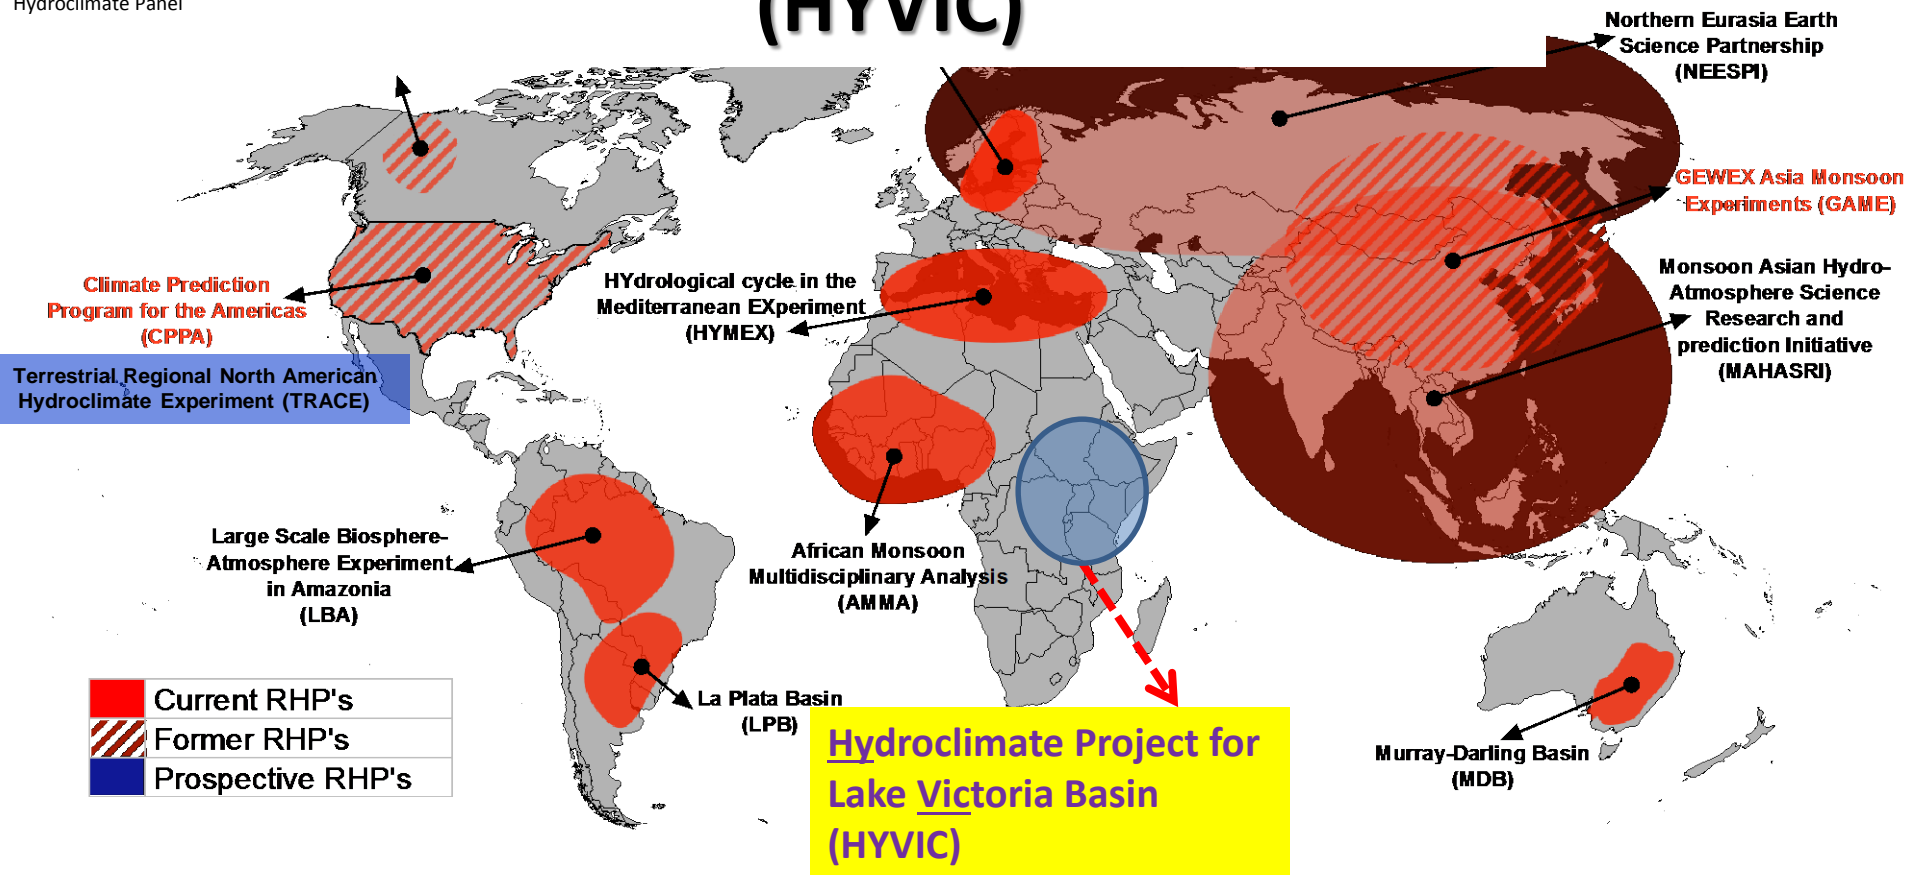 Hydroclimate Panel
(HYVIC)
Northern Eurasia Earth
Science Partnership
(NEESPI)
GEWEX Asia Monsoon
Experiments (GAME)
Monsoon Asian Hydro-
Atmosphere Science
Research and
prediction Initiative
(MAHASRI)
Climate Prediction
Program for the Americas
(CPPA)
HYdrological cycle in the
Mediterranean EXperiment
(HYMEX)
Terrestrial Regional North American
Hydroclimate Experiment (TRACE)
Large Scale Biosphere-
Atmosphere Experiment
in Amazonia
(LBA)
African Monsoon
Multidisciplinary Analysis
(AMMA)
La Plata Basin
(LPB)
Murray-Darling Basin
(MDB)
Current RHP's
Former RHP's
Prospective RHP's
Hydroclimate Project for
Lake Victoria Basin
(HYVIC)